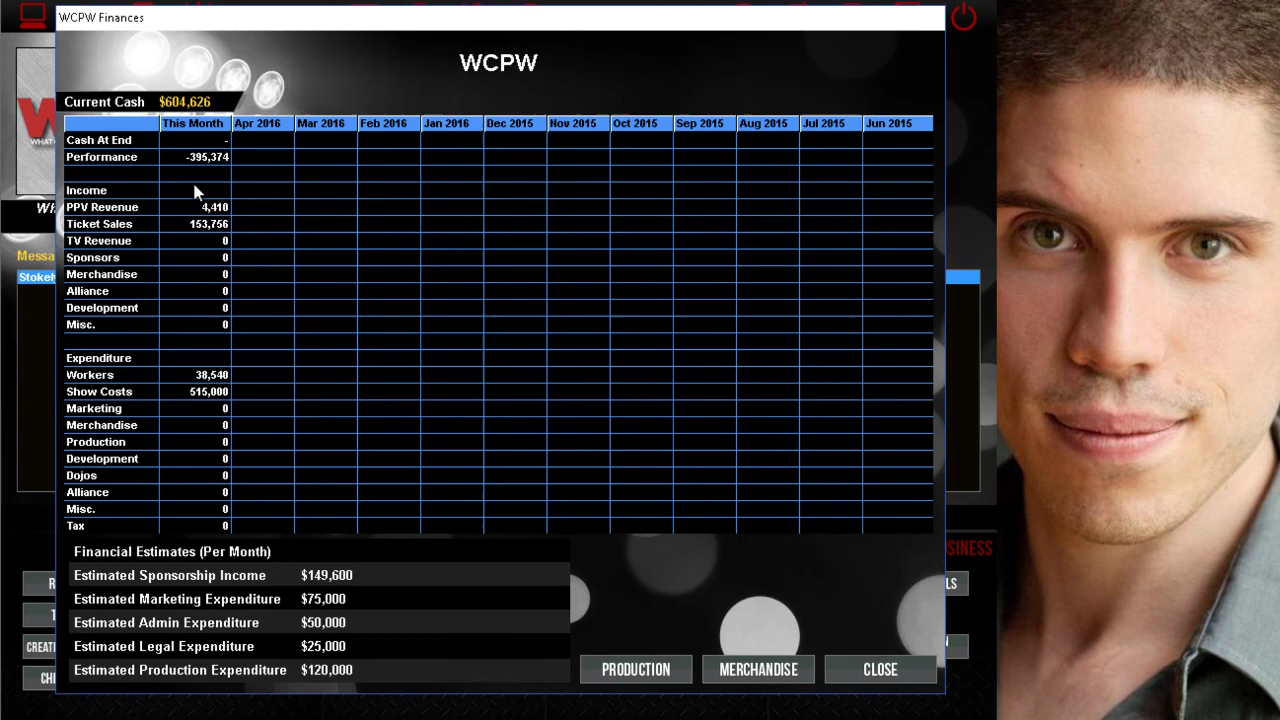 WCPW Finances
WCPW
Current Cash $604,626
This Month Apr 2016 Mar 2016 Feb 2016 Jan 2016 Dec 2015 Nov 2015 Oct 2015 Sep 2015 Aug 2015 Jul 2015 Jun 2015
Cash At End -
Performance -395,374
Income
PPV Revenue 4,410
Ticket Sales 153,756
TV Revenue 0
Sponsors 0
Merchandise 0
Alliance 0
Development 0
Misc. 0
Expenditure
Workers 38,540
Show Costs 515,000
Marketing 0
Merchandise 0
Production 0
Development 0
Dojos 0
Alliance 0
Misc. 0
Tax 0
Financial Estimates (Per Month)
Estimated Sponsorship Income $149,600
Estimated Marketing Expenditure $75,000
Estimated Admin Expenditure $50,000
Estimated Legal Expenditure $25,000
Estimated Production Expenditure $120,000
PRODUCTION MERCHANDISE CLOSE